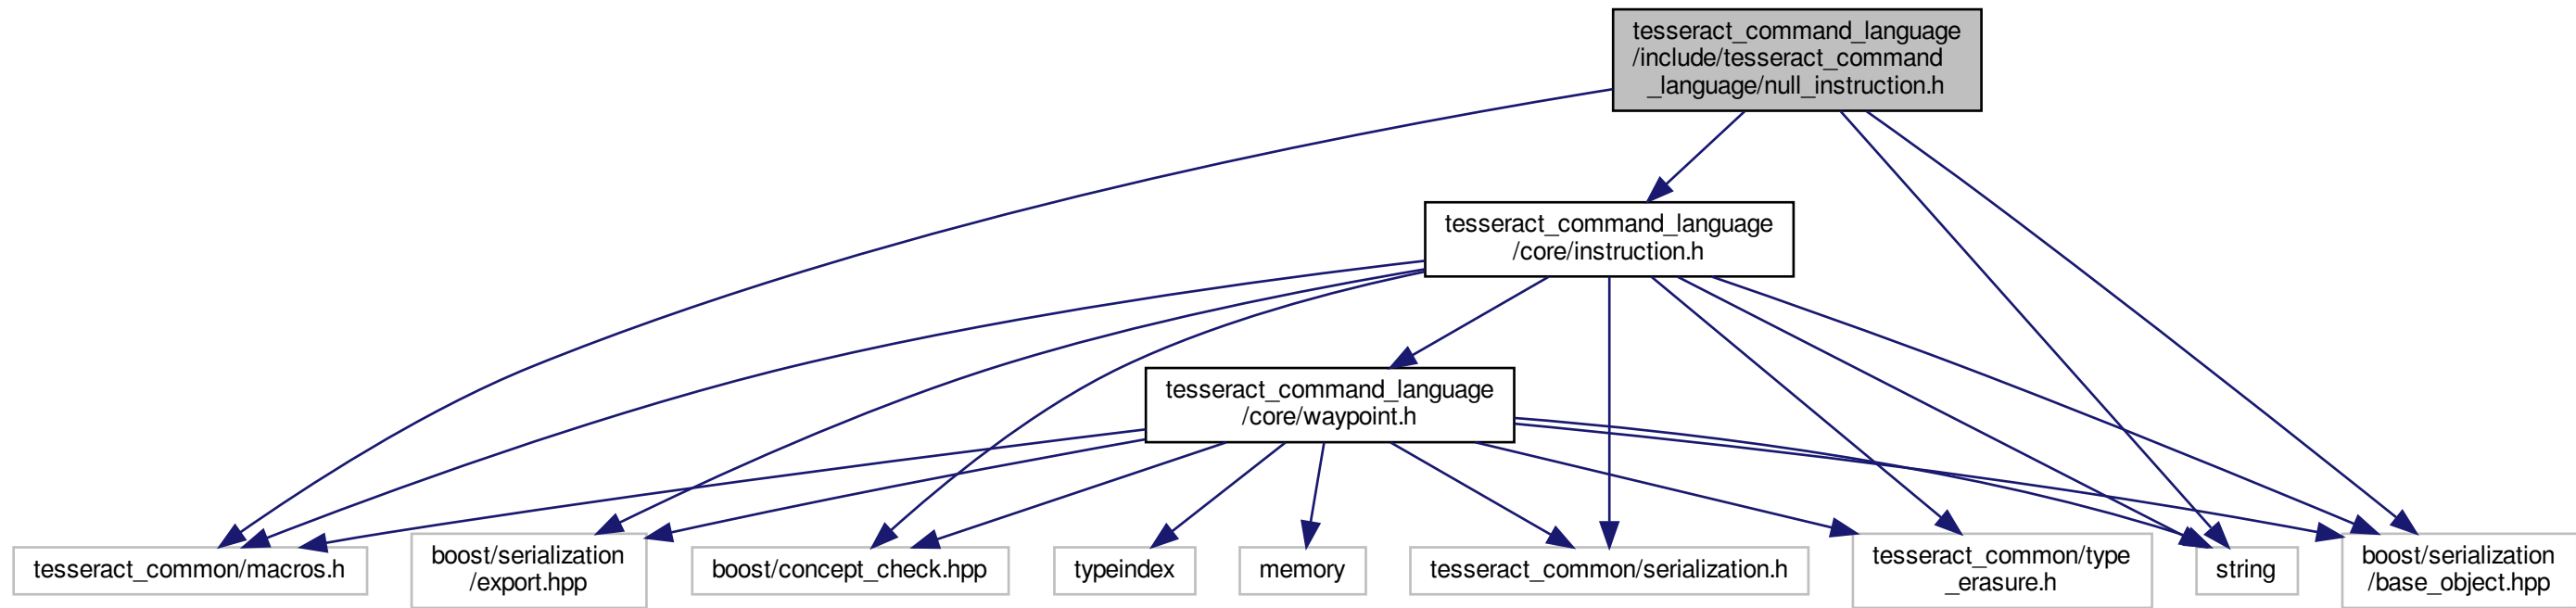 tesseract_command_language
/include/tesseract_command
_language/null_instruction.h
tesseract_command_language
/core/instruction.h
tesseract_command_language
/core/waypoint.h
tesseract_common/macros.h
boost/serialization
/export.hpp
boost/concept_check.hpp
typeindex
memory
tesseract_common/serialization.h
tesseract_common/type
_erasure.h
string
boost/serialization
/base_object.hpp